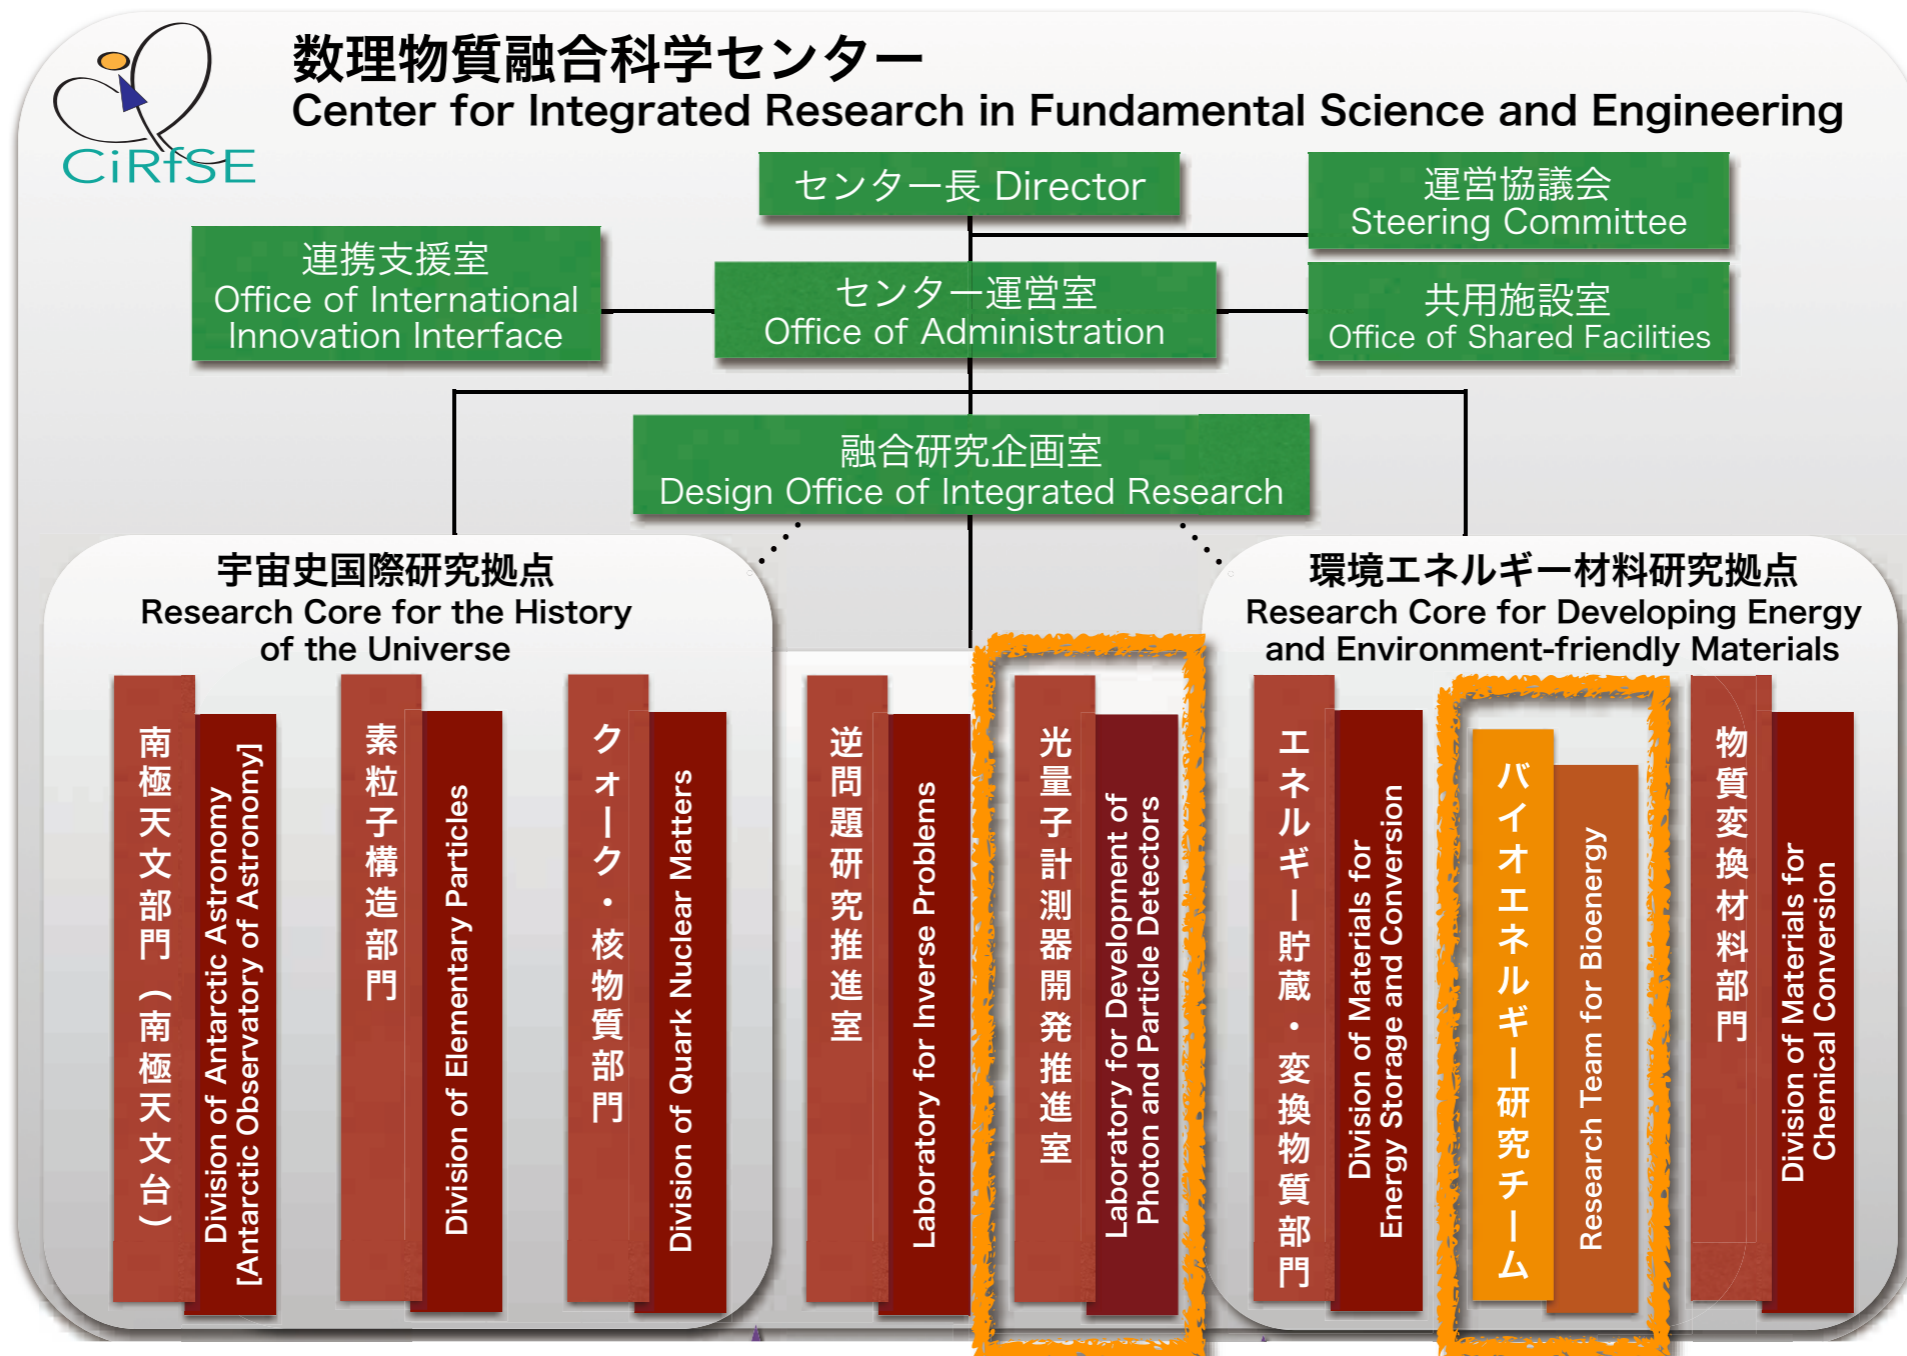 数理物質融合科学センター
Center for Integrated Research in Fundamental Science and Engineering
CiRfSE
センター長 Director
運営協議会
Steering Committee
連携支援室
Office of International
Innovation Interface
センター運営室
Office of Administration
共用施設室
Office of Shared Facilities
融合研究企画室
Design Office of Integrated Research
宇宙史国際研究拠点
Research Core for the History
of the Universe
環境エネルギー材料研究拠点
Research Core for Developing Energy
and Environment-friendly Materials
南極天文部門（南極天文台）
Division of Antarctic Astronomy
[Antarctic Observatory of Astronomy]
素粒子構造部門
Division of Elementary Particles
クォーク・核物質部門
Division of Quark Nuclear Matters
逆問題研究推進室
Laboratory for Inverse Problems
光量子計測器開発推進室
Laboratory for Development of
Photon and Particle Detectors
エネルギー貯蔵・変換物質部門
Division of Materials for
Energy Storage and Conversion
バイオエネルギー研究チーム
Research Team for Bioenergy
物質変換材料部門
Division of Materials for
Chemical Conversion